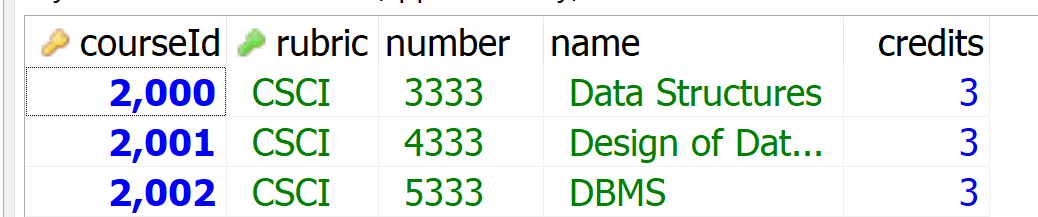 courseId rubric number name credits
2,000 CSCI 3333 Data Structures 3
2,001 CSCI 4333 Design of Dat... 3
2,002 CSCI 5333 DBMS 3